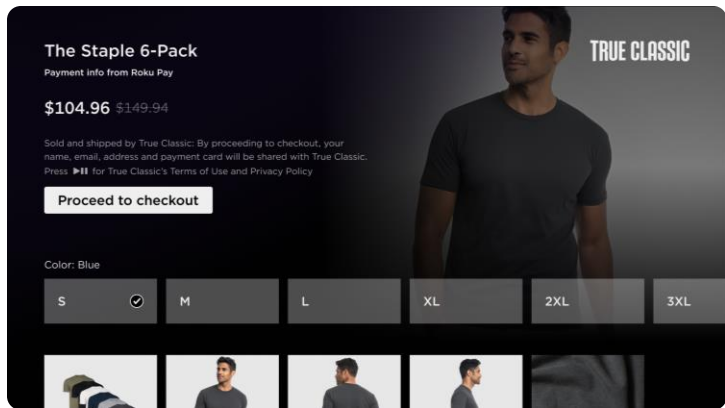 The Staple 6-Pack
TRUE CLASSIC
Payment info from Roku Pay
$104.96 $149.94
Sold and shipped by True Classic: By proceeding to checkout, your
name, email, address and payment card will be shared with True Classic.
Press ▶II for True Classic's Terms of Use and Privacy Policy
Proceed to checkout
Color: Blue
S M L XL 2XL 3XL